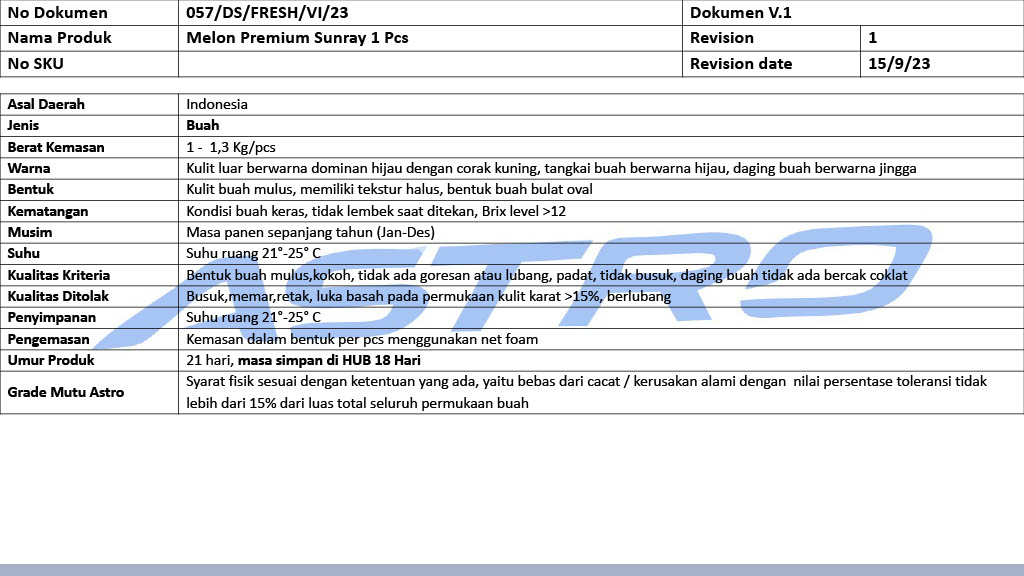 No Dokumen 057/DS/FRESH/VI/23 Dokumen V.1
Nama Produk Melon Premium Sunray 1 Pcs Revision 1
No SKU Revision date 15/9/23
Asal Daerah Indonesia
Jenis Buah
Berat Kemasan 1 -  1,3 Kg/pcs
Warna Kulit luar berwarna dominan hijau dengan corak kuning, tangkai buah berwarna hijau, daging buah berwarna jingga
Bentuk Kulit buah mulus, memiliki tekstur halus, bentuk buah bulat oval
Kematangan Kondisi buah keras, tidak lembek saat ditekan, Brix level >12
Musim Masa panen sepanjang tahun (Jan-Des)
Suhu Suhu ruang 21°-25° C
Kualitas Kriteria Bentuk buah mulus,kokoh, tidak ada goresan atau lubang, padat, tidak busuk, daging buah tidak ada bercak coklat
Kualitas Ditolak Busuk,memar,retak, luka basah pada permukaan kulit karat >15%, berlubang
Penyimpanan Suhu ruang 21°-25° C
Pengemasan Kemasan dalam bentuk per pcs menggunakan net foam
Umur Produk 21 hari, masa simpan di HUB 18 Hari
Grade Mutu Astro Syarat fisik sesuai dengan ketentuan yang ada, yaitu bebas dari cacat / kerusakan alami dengan  nilai persentase toleransi tidak
lebih dari 15% dari luas total seluruh permukaan buah
ASTRO